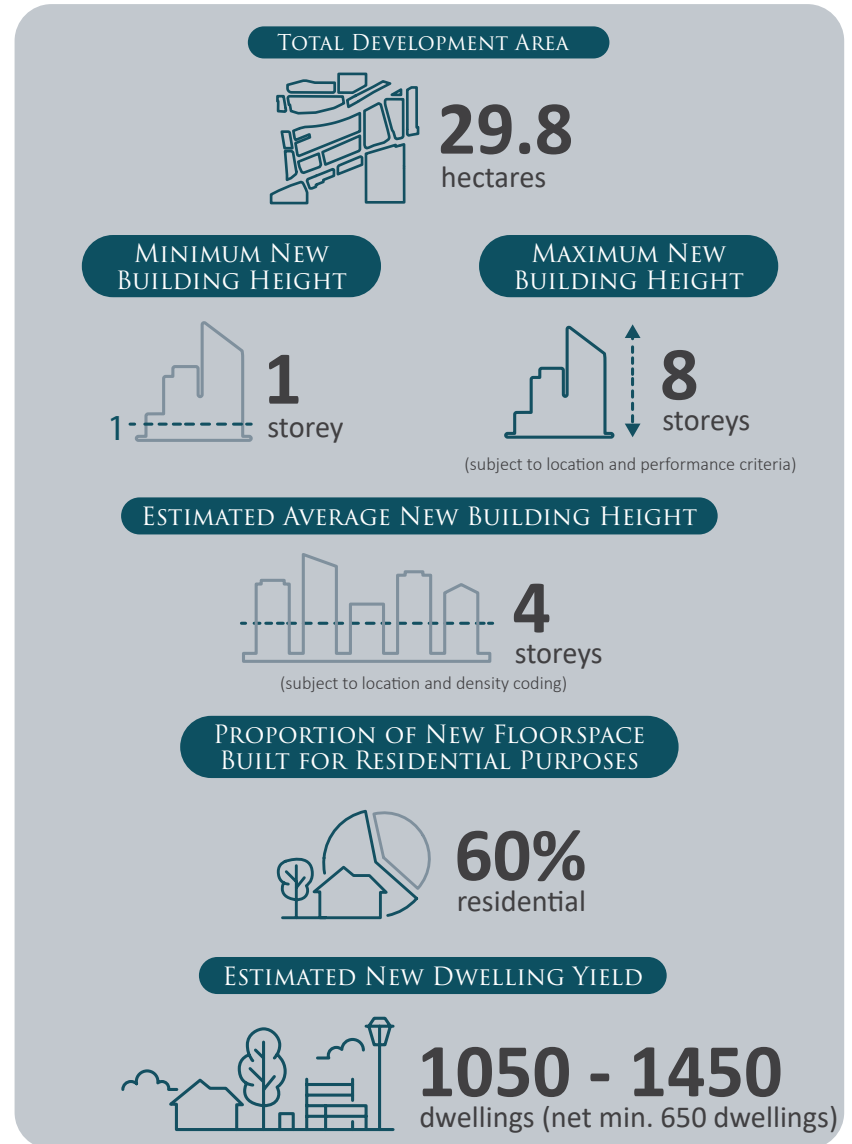 TOTAL DEVELOPMENT AREA
29.8
hectares
MINIMUM NEW
BUILDING HEIGHT
1
1
storey
MAXIMUM NEW
BUILDING HEIGHT
8
storeys
(subject to location and performance criteria)
ESTIMATED AVERAGE NEW BUILDING HEIGHT
4
storeys
(subject to location and density coding)
PROPORTION OF NEW FLOORSPACE
BUILT FOR RESIDENTIAL PURPOSES
60%
residential
ESTIMATED NEW DWELLING YIELD
1050 - 1450
dwellings (net min. 650 dwellings)